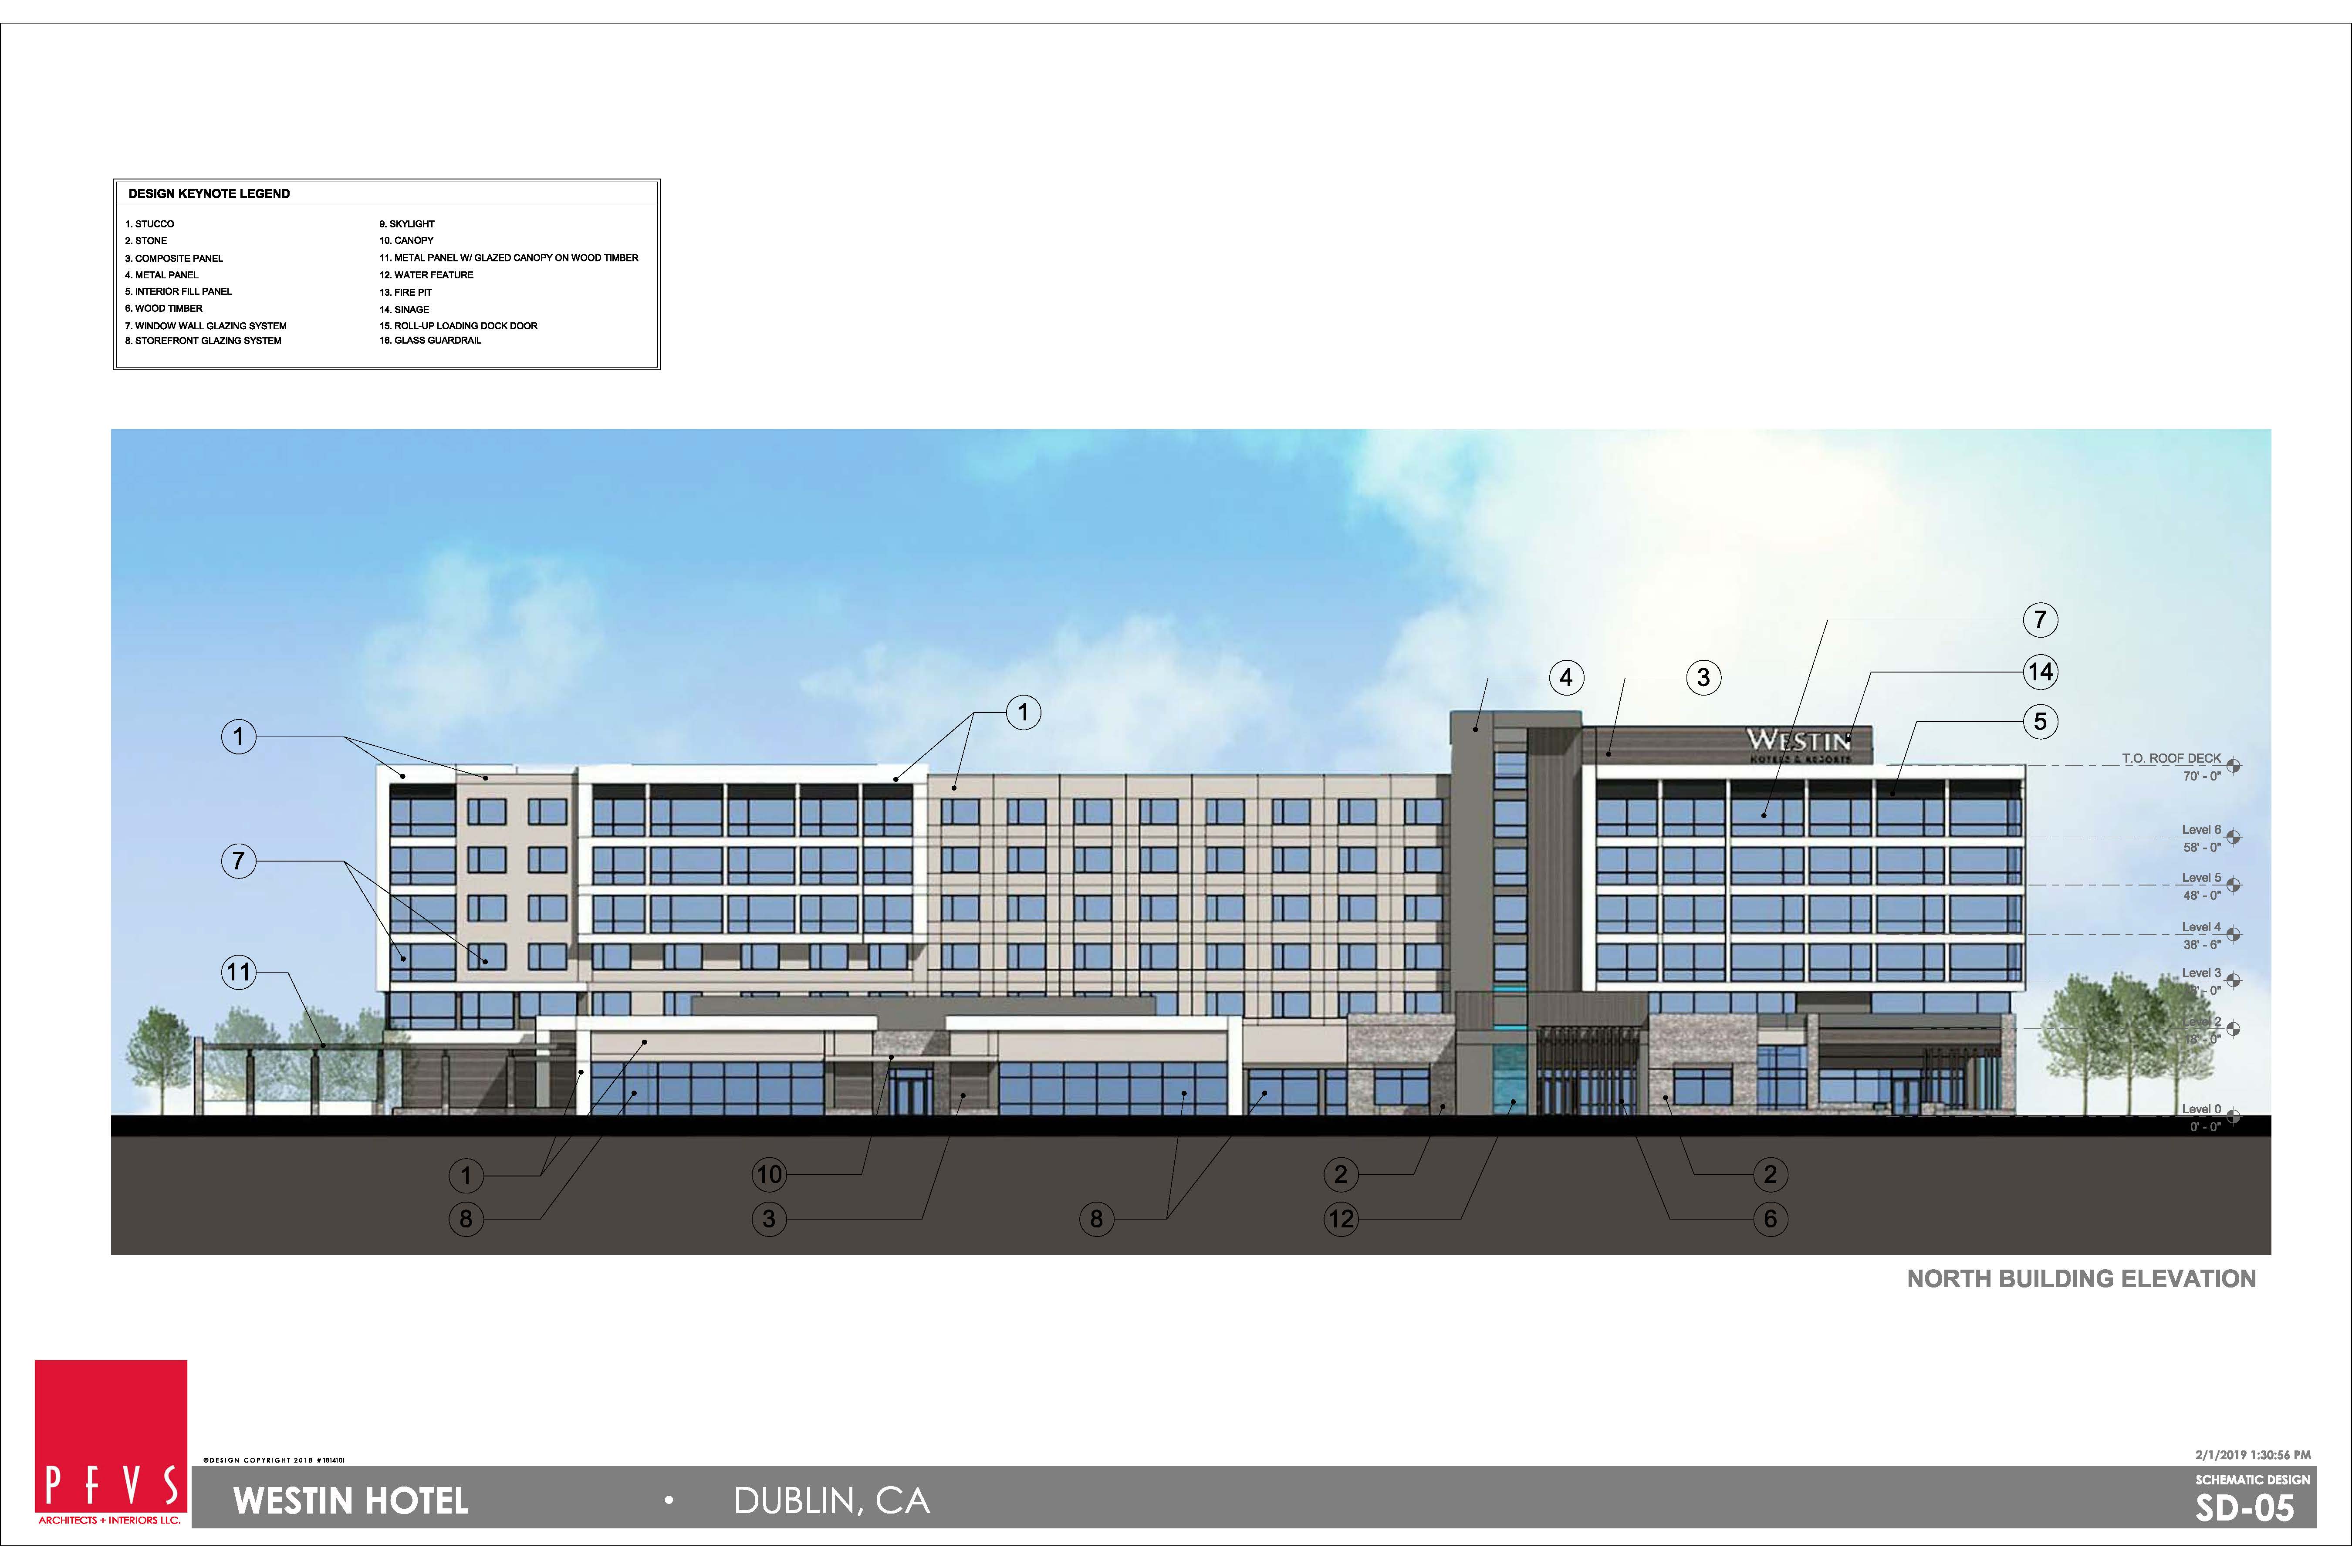 DESIGN KEYNOTE LEGEND
1. STUCCO
2. STONE
3. COMPOSITE PANEL
4. METAL PANEL
5. INTERIOR FILL PANEL
6. WOOD TIMBER
7. WINDOW WALL GLAZING SYSTEM
8. STOREFRONT GLAZING SYSTEM
9. SKYLIGHT
10. CANOPY
11. METAL PANEL W/ GLAZED CANOPY ON WOOD TIMBER
12. WATER FEATURE
13. FIRE PIT
14. SINAGE
15. ROLL-UP LOADING DOCK DOOR
16. GLASS GUARDRAIL
7
4
3
14
1
5
1
WESTIN
HOTELS & RESORTS
T.O. ROOF DECK
70' - 0"
Level 6
58' - 0"
7
Level 5
48' - 0"
Level 4
38' - 6"
11
Level 3
Level 2
18' - 0"
Level 0
0' - 0"
1
10
2
2
8
3
8
12
6
NORTH BUILDING ELEVATION
PFVS
ARCHITECTS + INTERIORS LLC.
©DESIGN COPYRIGHT 2018 #1814101
WESTIN HOTEL • DUBLIN, CA
2/1/2019 1:30:56 PM
SCHEMATIC DESIGN
SD-05